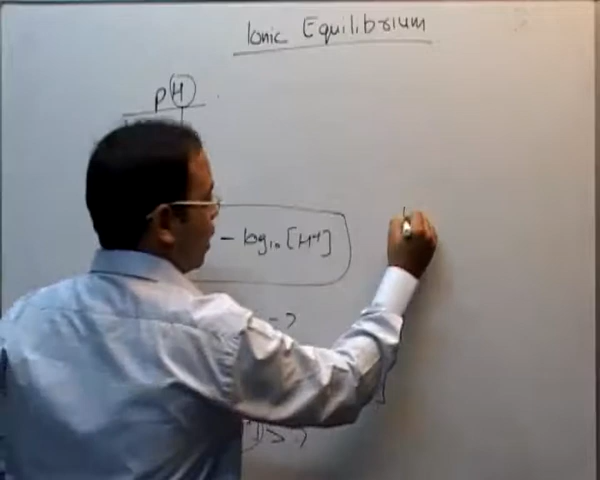 Ionic Equilibrium
pH
- log₁₀ [H⁺]
= ?
> ?